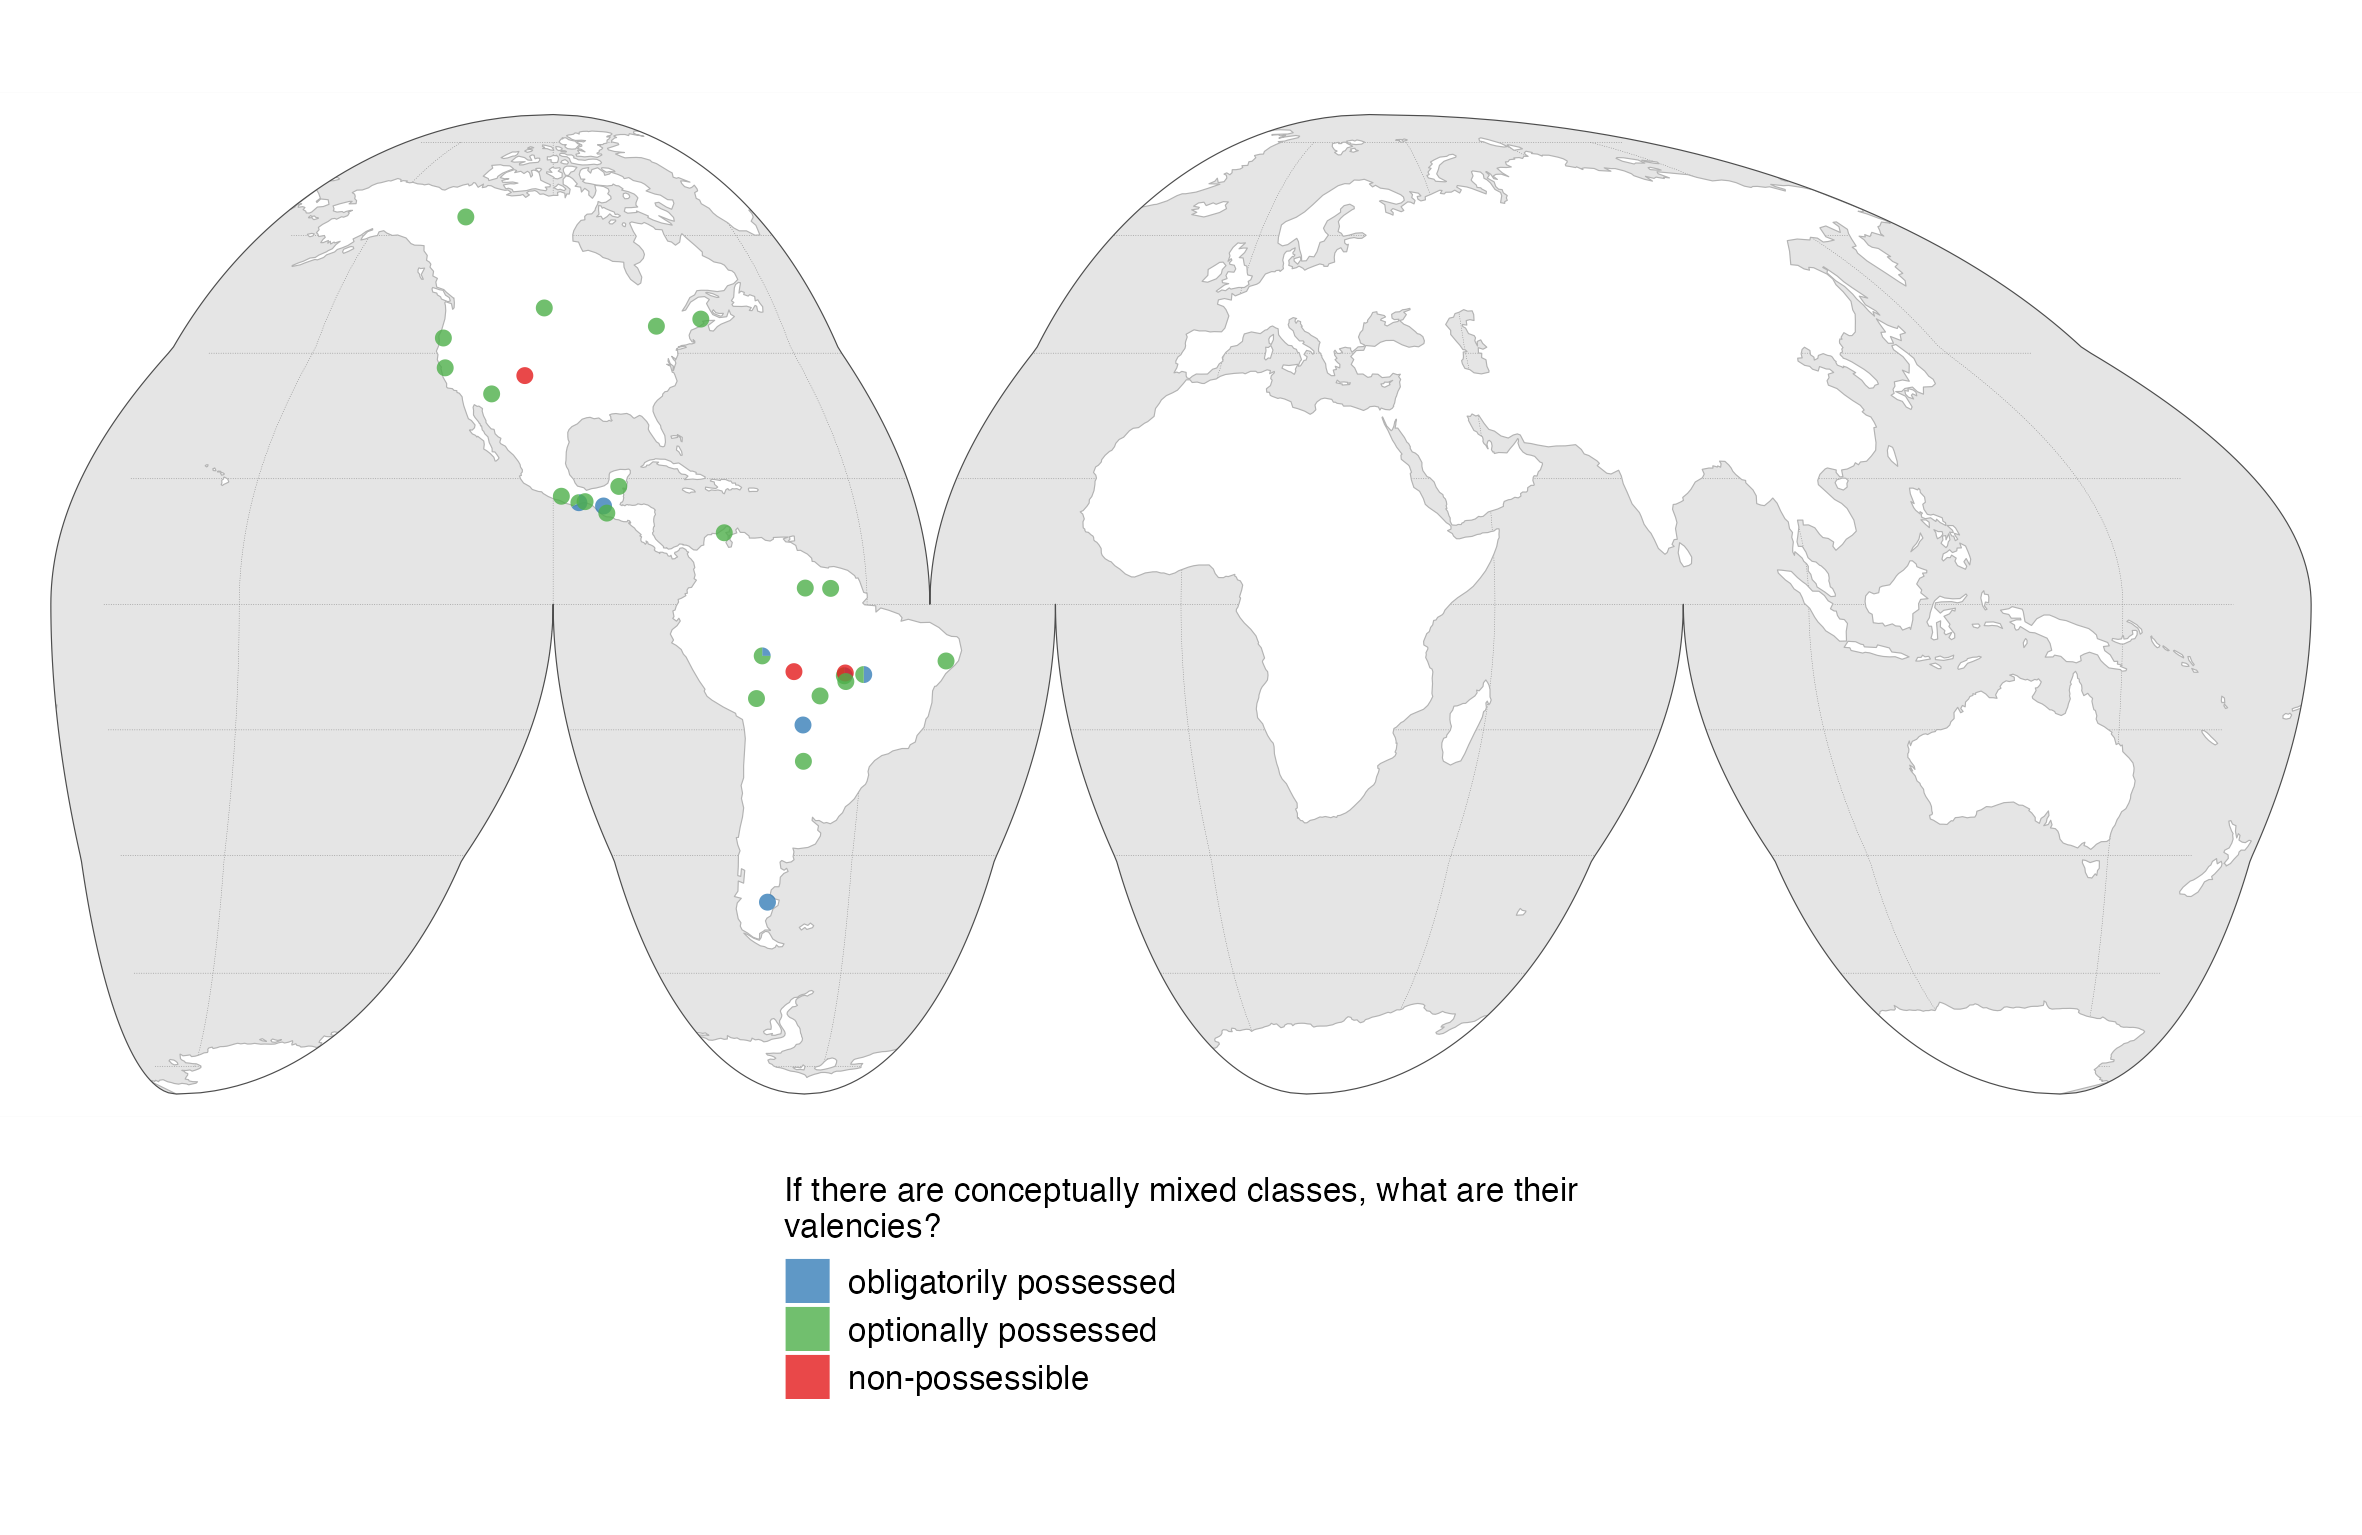 If there are conceptually mixed classes, what are their
valencies?
obligatorily possessed
optionally possessed
non-possessible